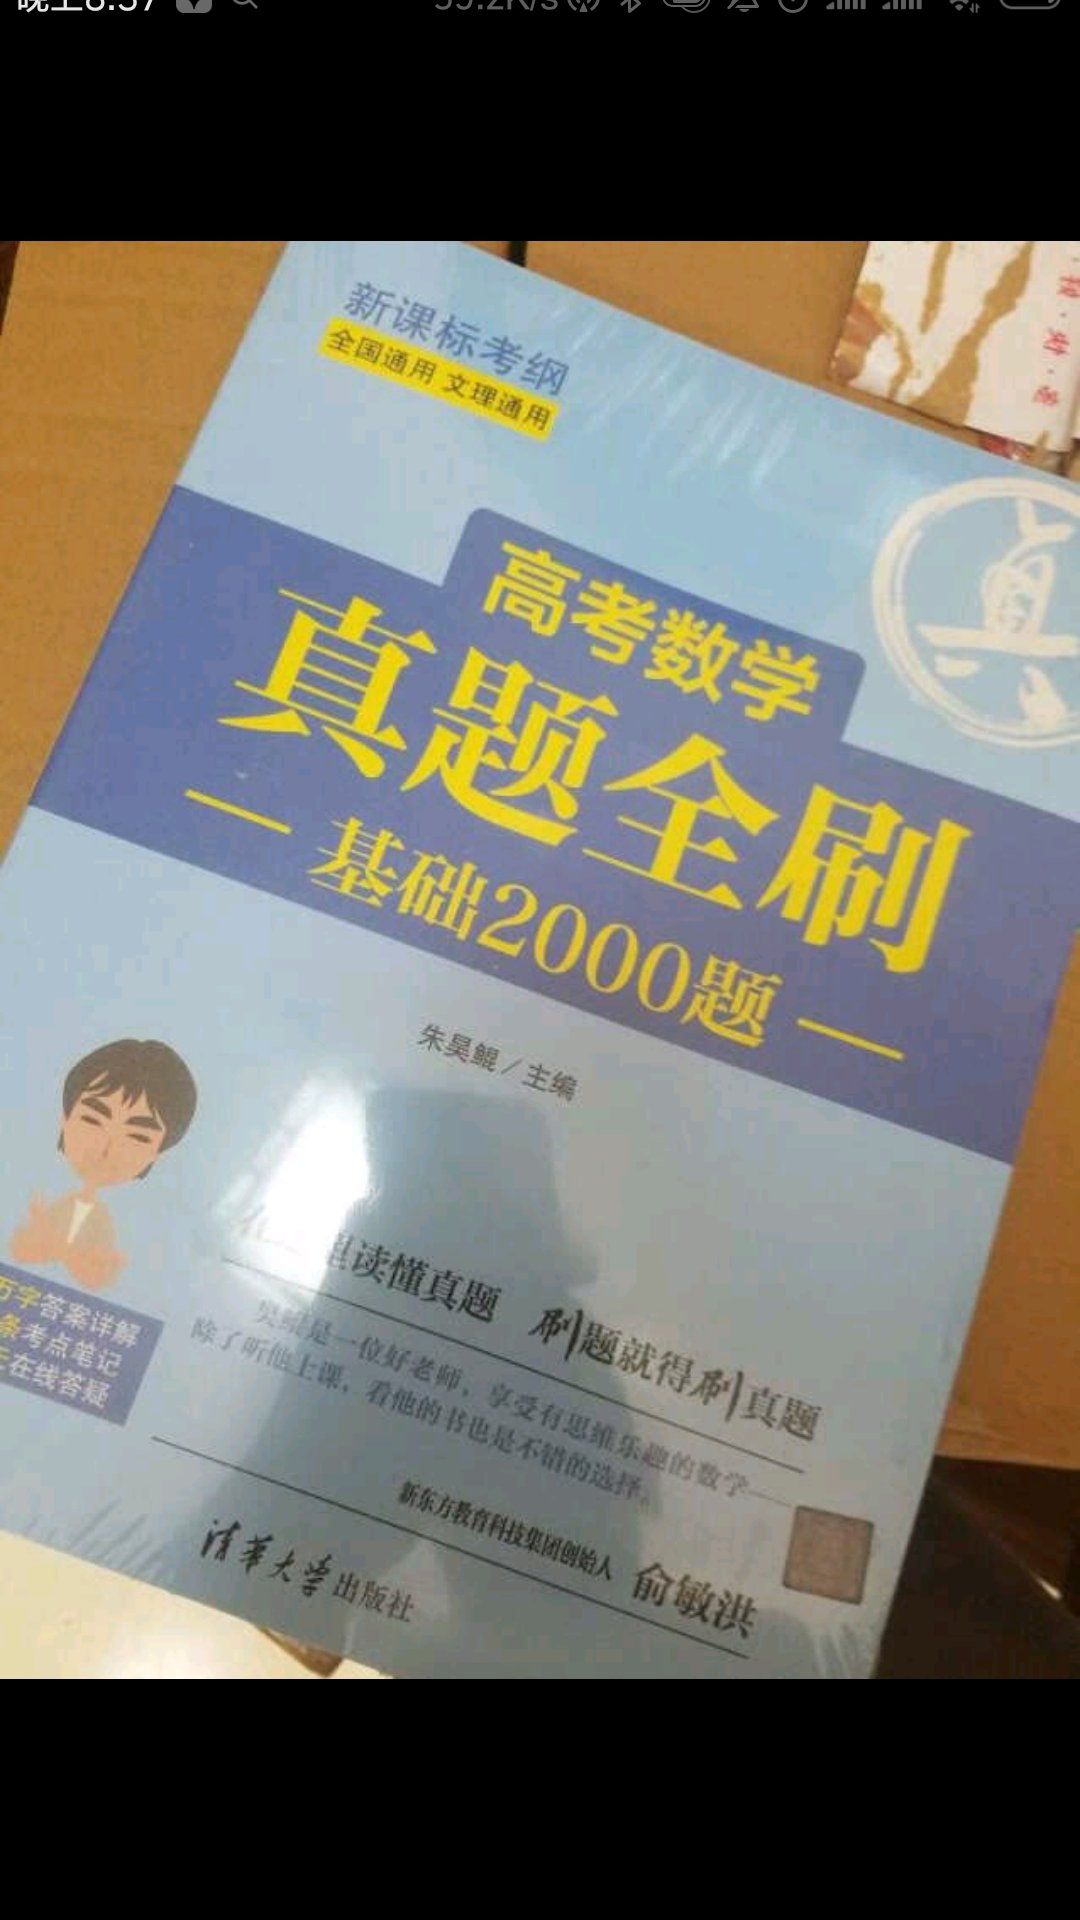 新课标考纲
全国通用 文理通用
真
高考数学
真题全刷
基础2000题
朱昊鲲/主编
读懂真题 刷题就得刷真题
昊鲲是一位好老师，享受有思维乐趣的数学——
除了听他上课，看他的书也是不错的选择。
新东方教育科技集团创始人 俞敏洪
万字答案详解
条考点笔记
在线答疑
清华大学出版社